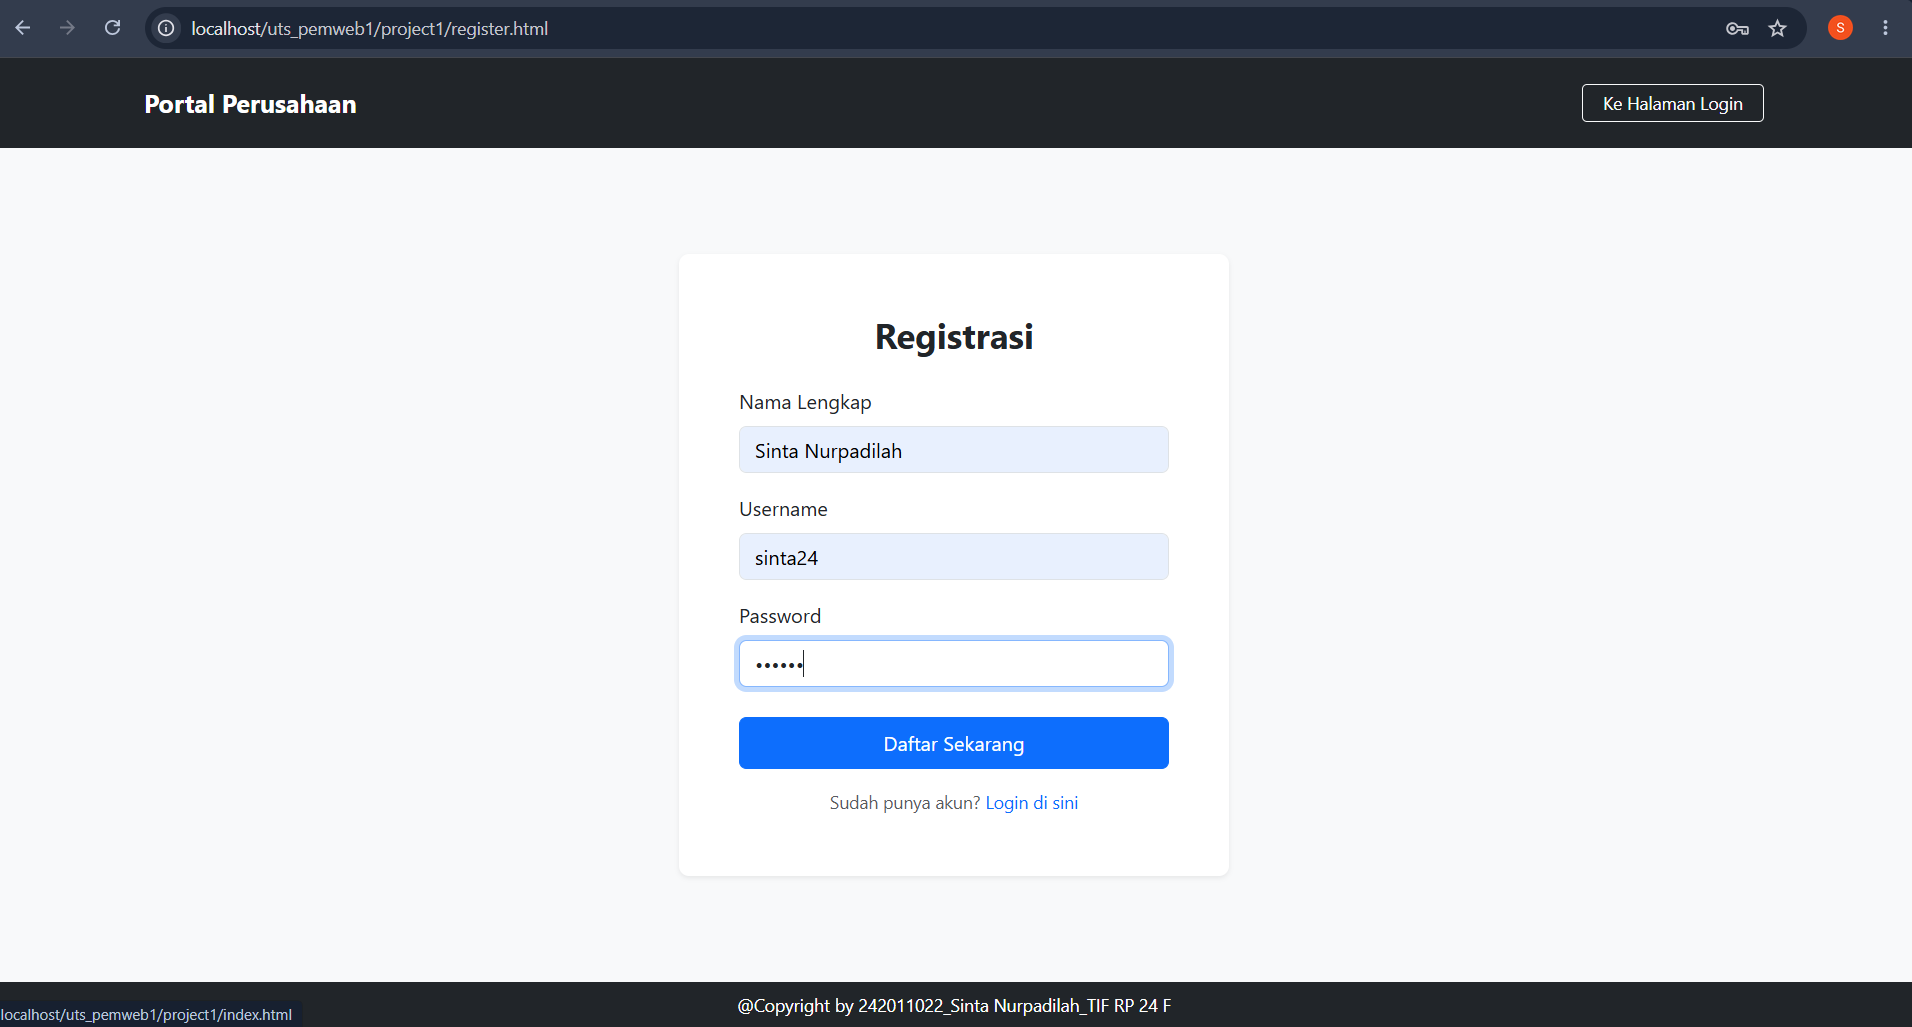 localhost/uts_pemweb1/project1/register.html
S
Portal Perusahaan
Ke Halaman Login
Registrasi
Nama Lengkap
Sinta Nurpadilah
Username
sinta24
Password
••••••
Daftar Sekarang
Sudah punya akun? Login di sini
@Copyright by 242011022_Sinta Nurpadilah_TIF RP 24 F
localhost/uts_pemweb1/project1/index.html